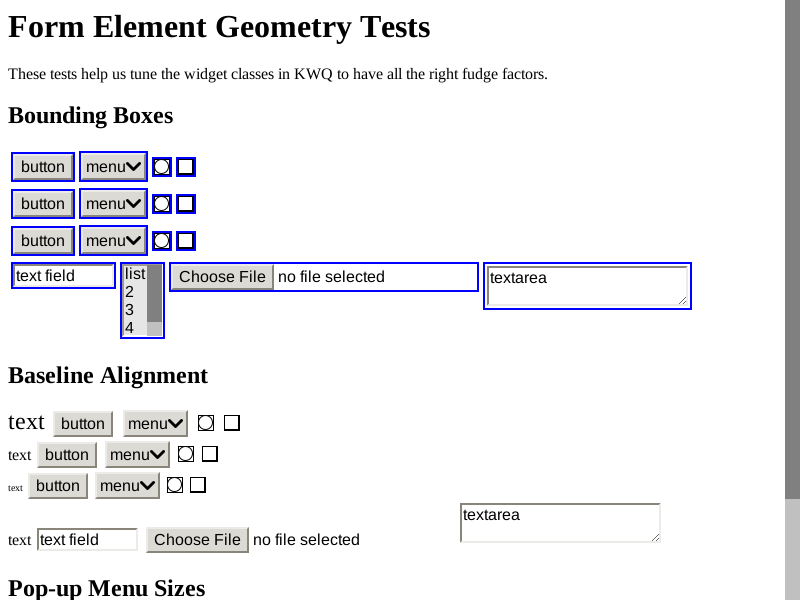 Form Element Geometry Tests
These tests help us tune the widget classes in KWQ to have all the right fudge factors.
Bounding Boxes
button menu
button menu
button menu
text field list Choose File no file selected textarea
2
3
4
Baseline Alignment
text button menu
text button menu
text button menu
textarea
text text field Choose File no file selected
Pop-up Menu Sizes